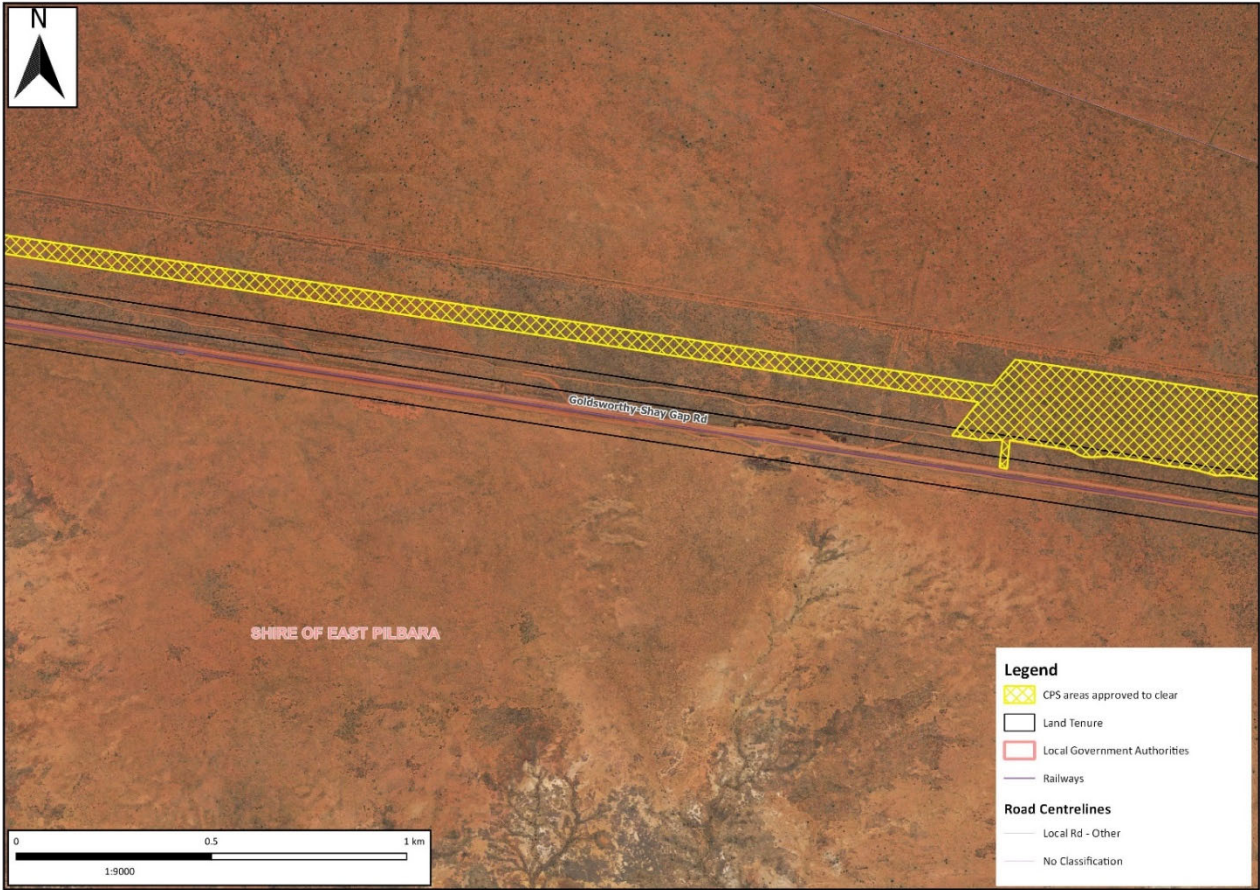 N
Goldsworthy-Shay Gap Rd
SHIRE OF EAST PILBARA
Legend
CPS areas approved to clear
Land Tenure
Local Government Authorities
Railways
Road Centrelines
Local Rd - Other
No Classification
0 0.5 1 km
1:9000